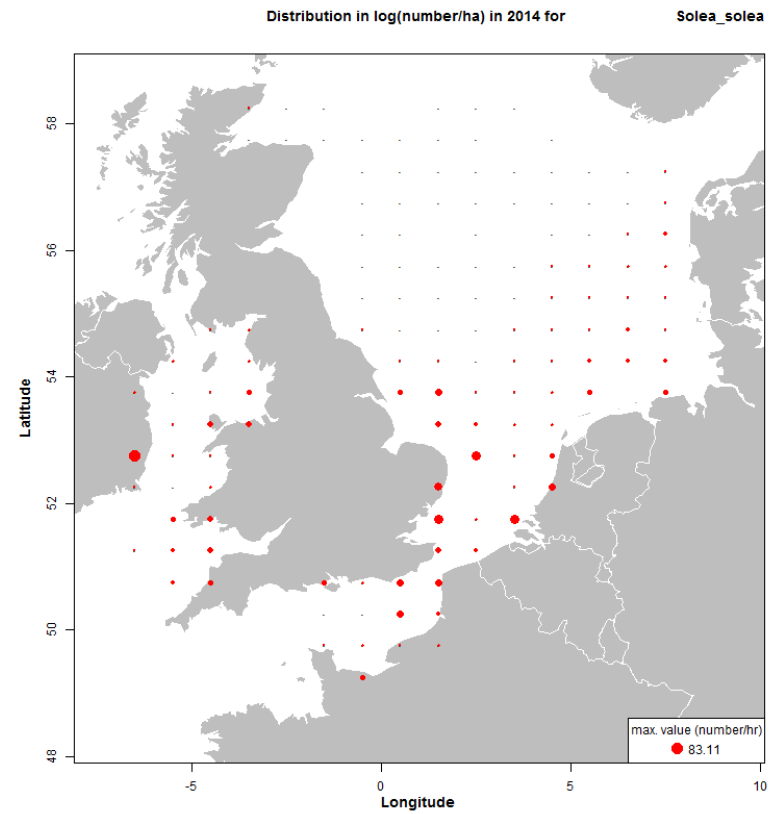 Distribution in log(number/ha) in 2014 for Solea_solea
58
56
54
52
50
48
Latitude
-5 0 5 10
Longitude
max. value (number/hr)
83.11